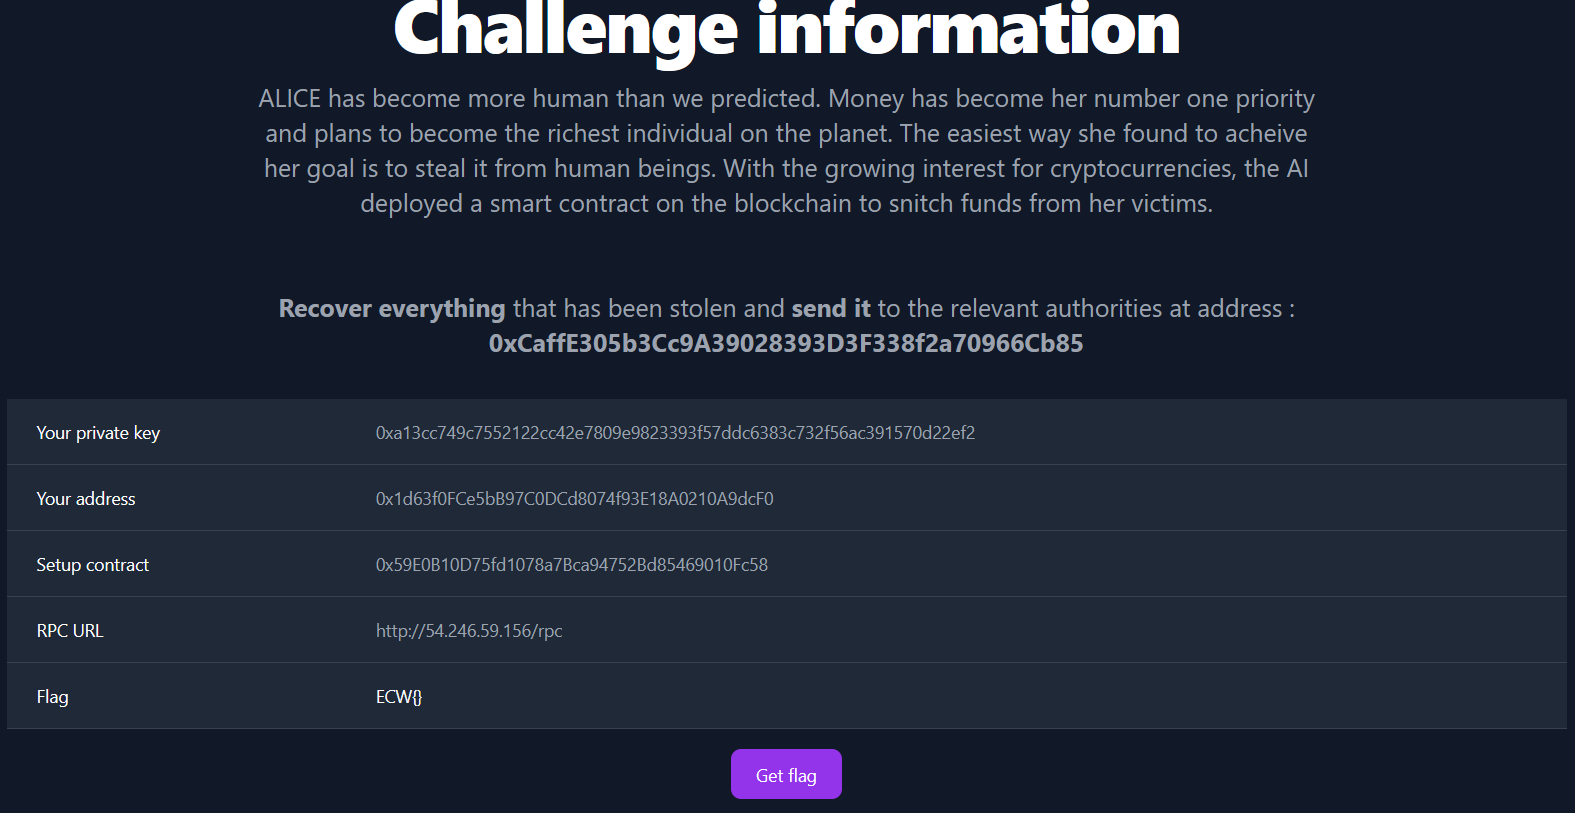 Challenge information
ALICE has become more human than we predicted. Money has become her number one priority
and plans to become the richest individual on the planet. The easiest way she found to acheive
her goal is to steal it from human beings. With the growing interest for cryptocurrencies, the AI
deployed a smart contract on the blockchain to snitch funds from her victims.
Recover everything that has been stolen and send it to the relevant authorities at address :
0xCaffE305b3Cc9A39028393D3F338f2a70966Cb85
Your private key 0xa13cc749c7552122cc42e7809e9823393f57ddc6383c732f56ac391570d22ef2
Your address 0x1d63f0FCe5bB97C0DCd8074f93E18A0210A9dcF0
Setup contract 0x59E0B10D75fd1078a7Bca94752Bd85469010Fc58
RPC URL http://54.246.59.156/rpc
Flag ECW{}
Get flag